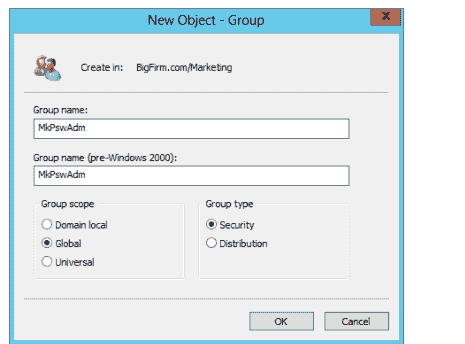 New Object - Group
x
Create in: BigFirm.com/Marketing
Group name:
MkPswAdm
Group name (pre-Windows 2000):
MkPswAdm
Group scope
Domain local
Global
Universal
Group type
Security
Distribution
OK
Cancel